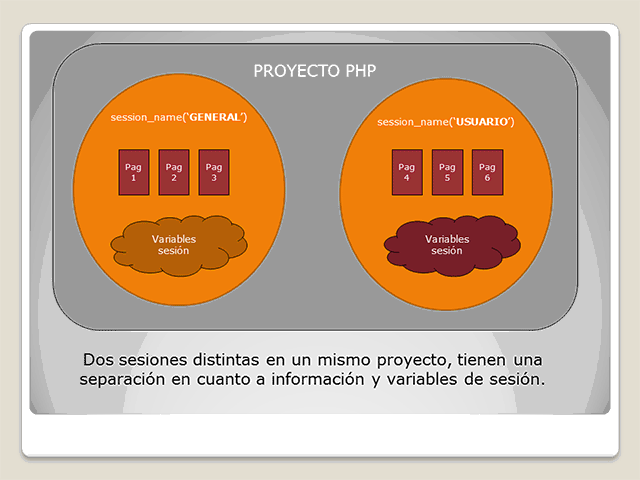 PROYECTO PHP
session_name(‘GENERAL’)
Pag
1
Pag
2
Pag
3
Variables
sesión
session_name(‘USUARIO’)
Pag
4
Pag
5
Pag
6
Variables
sesión
Dos sesiones distintas en un mismo proyecto, tienen una
separación en cuanto a información y variables de sesión.